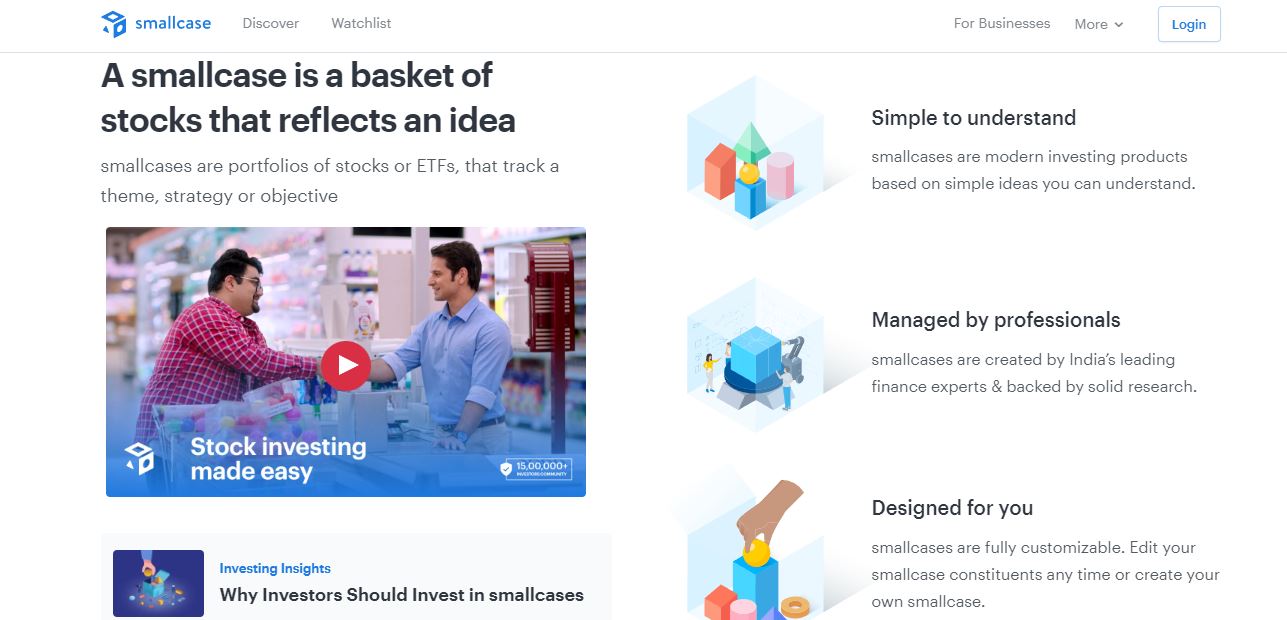 smallcase
Discover
Watchlist
For Businesses
More
Login
A smallcase is a basket of
stocks that reflects an idea
smallcases are portfolios of stocks or ETFs, that track a
theme, strategy or objective
Stock investing
made easy
15,00,000+
INVESTORS COMMUNITY
Investing Insights
Why Investors Should Invest in smallcases
Simple to understand
smallcases are modern investing products
based on simple ideas you can understand.
Managed by professionals
smallcases are created by India’s leading
finance experts & backed by solid research.
Designed for you
smallcases are fully customizable. Edit your
smallcase constituents any time or create your
own smallcase.